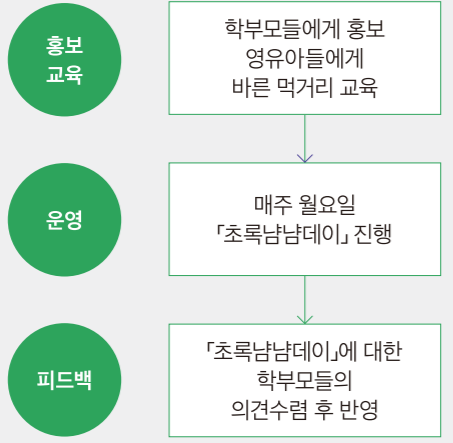 홍보
교육
학부모들에게 홍보
영유아들에게
바른 먹거리 교육
운영
매주 월요일
「초록냠냠데이」 진행
피드백
「초록냠냠데이」에 대한
학부모들의
의견수렴 후 반영